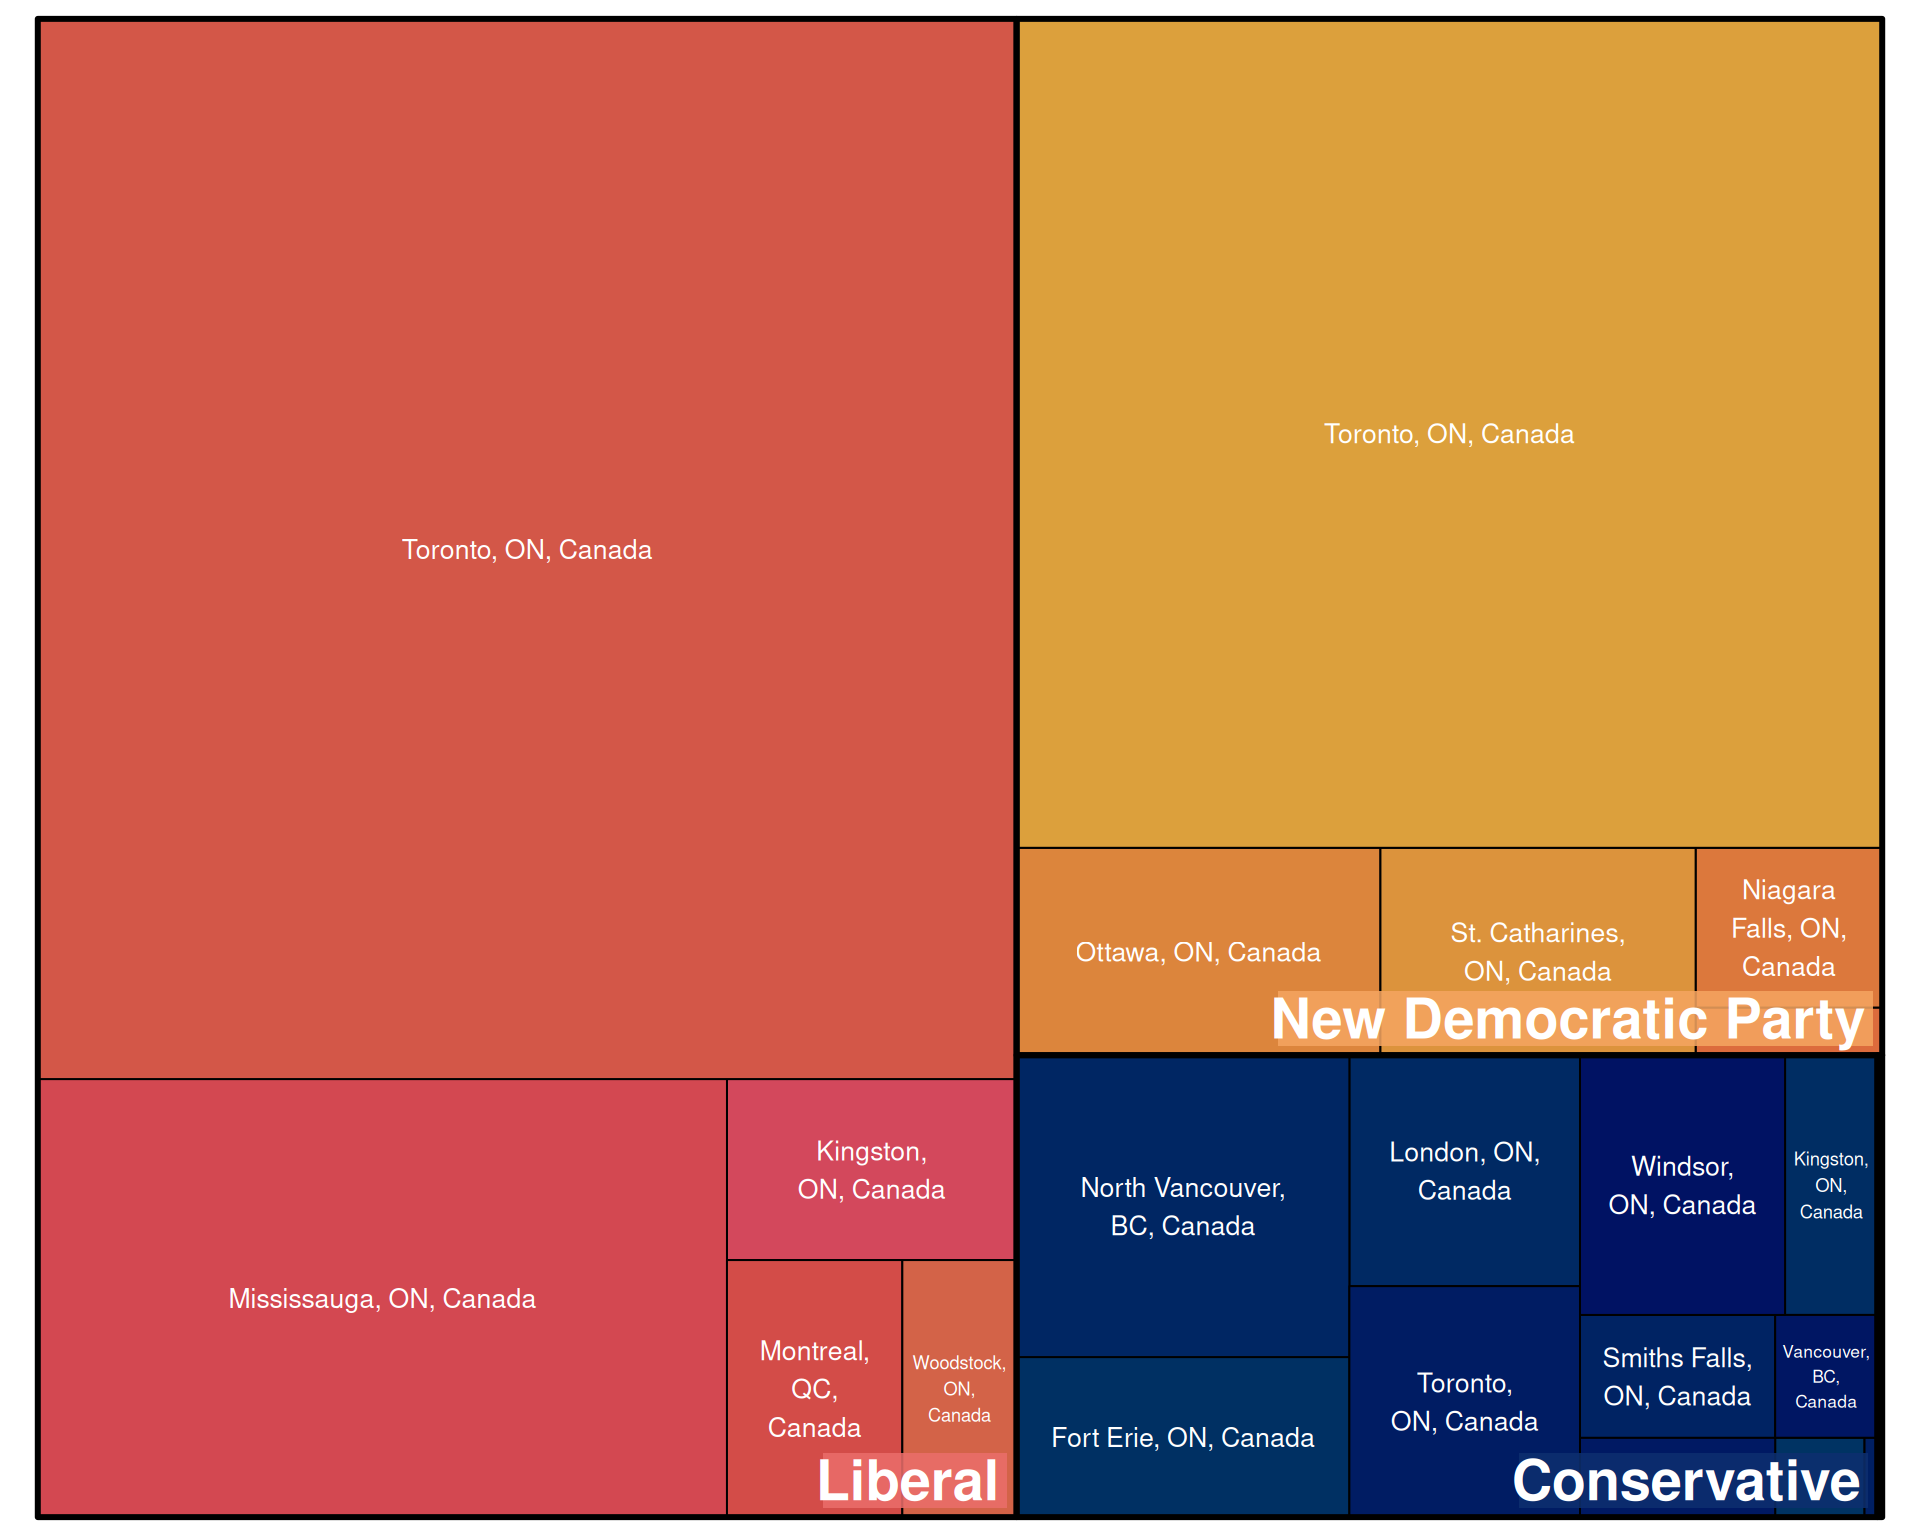 Toronto, ON, Canada
Mississauga, ON, Canada
Kingston,
ON, Canada
Montreal,
QC,
Canada
Woodstock,
ON,
Canada
Liberal
Toronto, ON, Canada
Ottawa, ON, Canada
St. Catharines,
ON, Canada
Niagara
Falls, ON,
Canada
New Democratic Party
North Vancouver,
BC, Canada
Fort Erie, ON, Canada
London, ON,
Canada
Toronto,
ON, Canada
Windsor,
ON, Canada
Kingston,
ON,
Canada
Smiths Falls,
ON, Canada
Vancouver,
BC,
Canada
Conservative